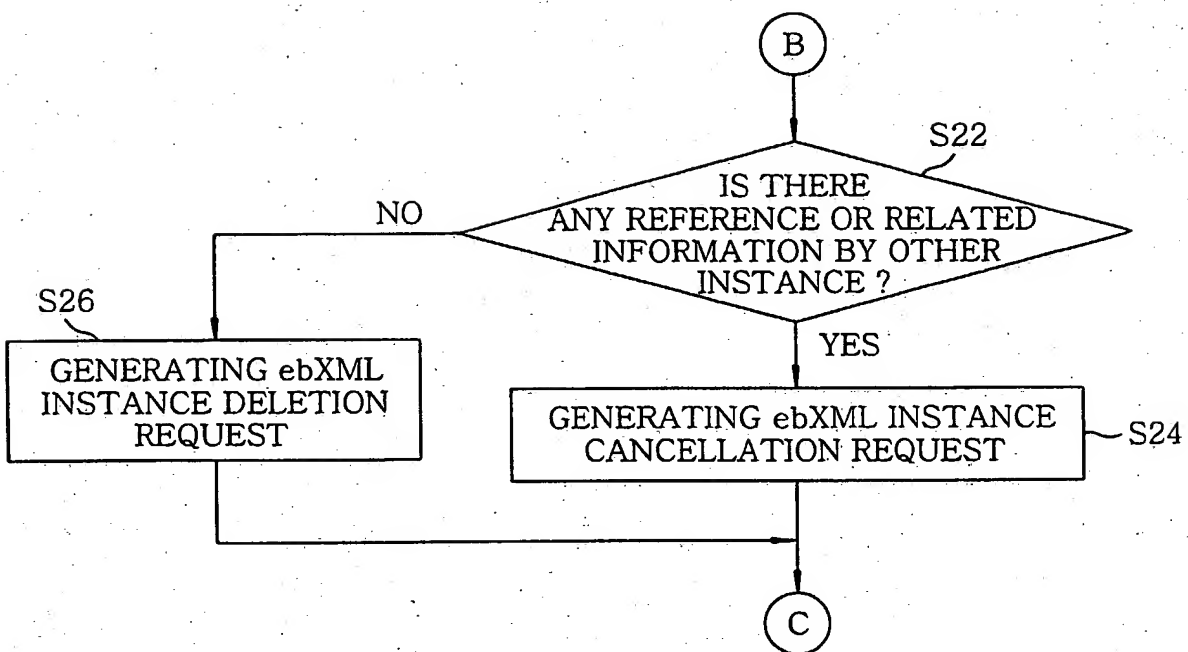 B
S22
IS THERE
ANY REFERENCE OR RELATED
INFORMATION BY OTHER
INSTANCE ?
NO
YES
S26
GENERATING ebXML
INSTANCE DELETION
REQUEST
GENERATING ebXML INSTANCE
CANCELLATION REQUEST
S24
C